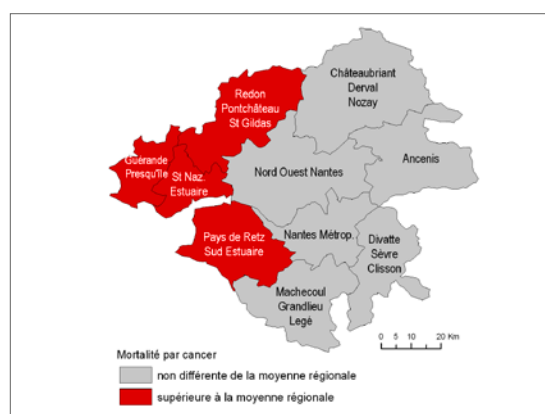 Châteaubriant
Derval
Nozay
Redon
Pontchâteau
St Gildas
Ancenis
Guérande
Presqu'île
St Naz.
Estuaire
Nord Ouest Nantes
Pays de Retz
Sud Estuaire
Nantes Métrop.
Divatte
Sèvre
Clisson
Machecoul
Grandlieu
Legé
0 5 10 20 Km
Mortalité par cancer
non différente de la moyenne régionale
supérieure à la moyenne régionale